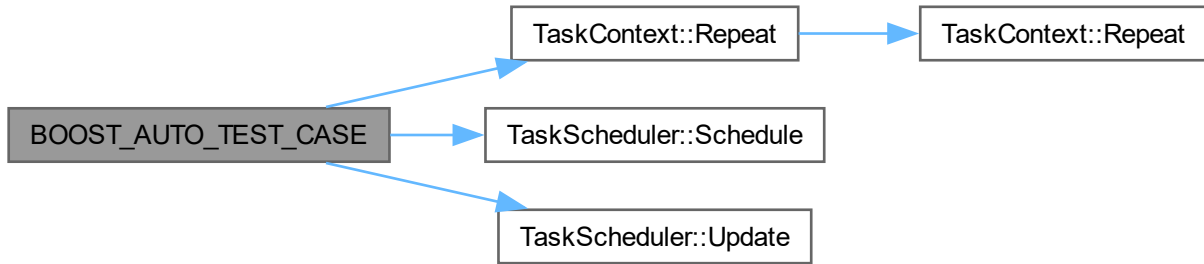 TaskContext::Repeat
TaskContext::Repeat
BOOST_AUTO_TEST_CASE
TaskScheduler::Schedule
TaskScheduler::Update